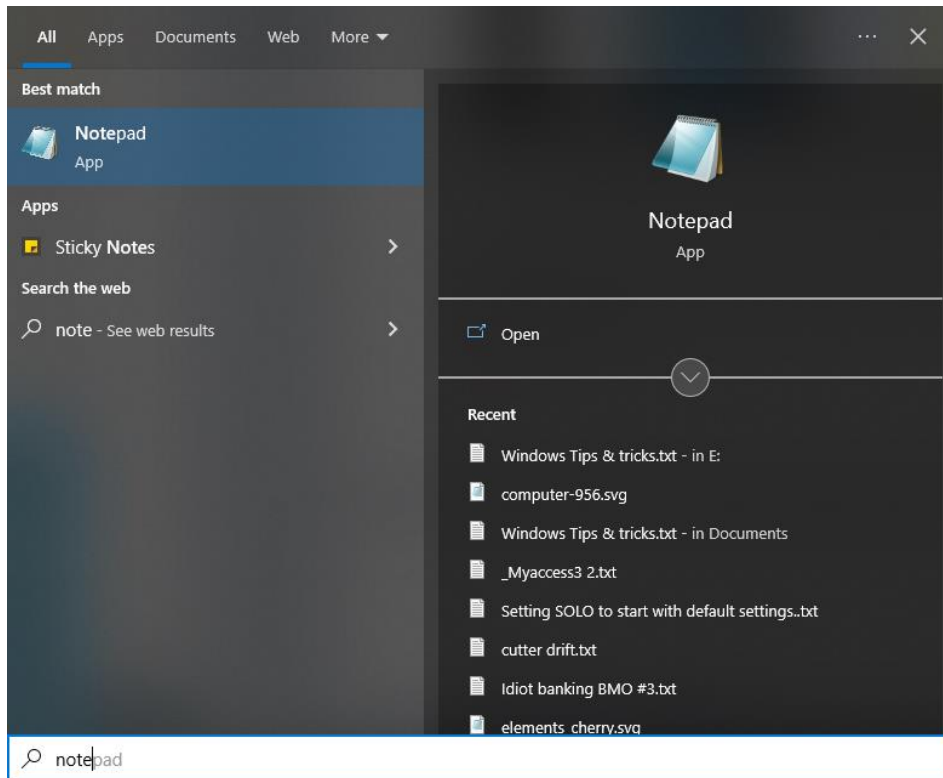 All Apps Documents Web More
Best match
Notepad
App
Apps
Sticky Notes
Search the web
note - See web results
Notepad
App
Open
Recent
Windows Tips & tricks.txt - in E:
computer-956.svg
Windows Tips & tricks.txt - in Documents
_Myaccess3 2.txt
Setting SOLO to start with default settings..txt
cutter drift.txt
Idiot banking BMO #3.txt
elements_cherry.svg
notepad